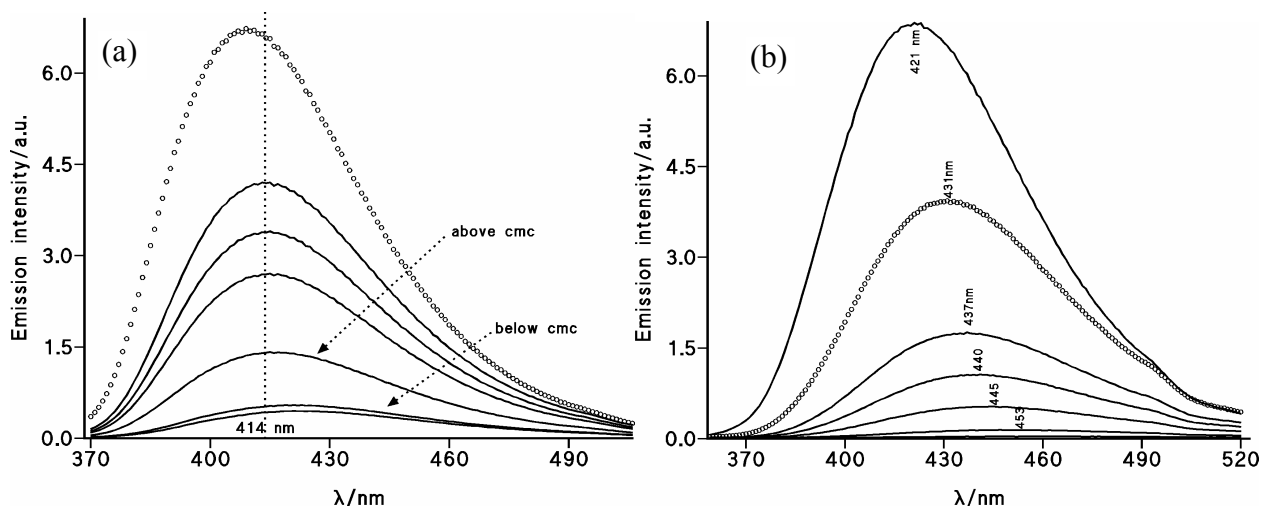 (a)
Emission intensity/a.u.
6.0
4.5
3.0
1.5
0.0
above cmc
below cmc
414 nm
370
400
430
460
490
λ/nm
(b)
Emission intensity/a.u.
6.0
4.5
3.0
1.5
0.0
421 nm
431nm
437nm
440
445
453
370
400
430
460
490
520
λ/nm